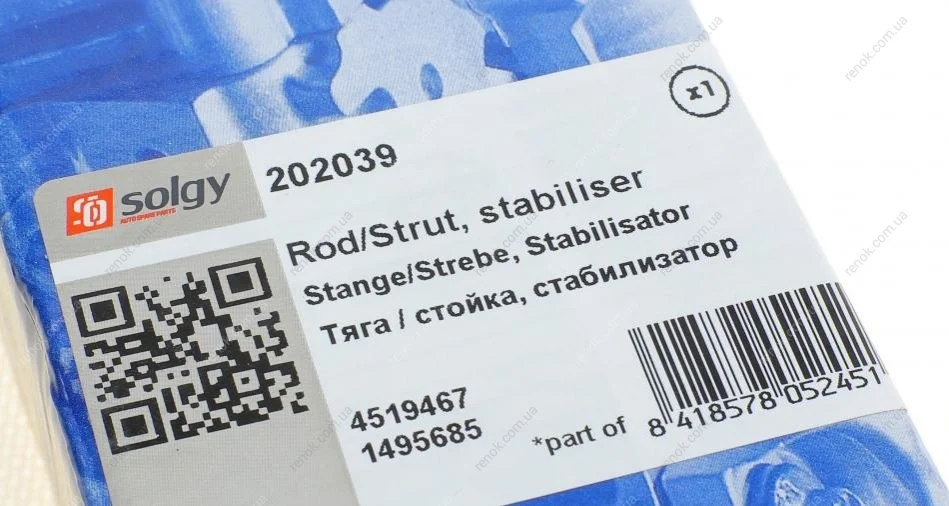 x1
202039
solgy
AUTO SPARE PARTS
Rod/Strut, stabiliser
Stange/Strebe, Stabilisator
Тяга / стойка, стабилизатор
4519467
1495685
*part of
8 418578 052451
renok.com.ua